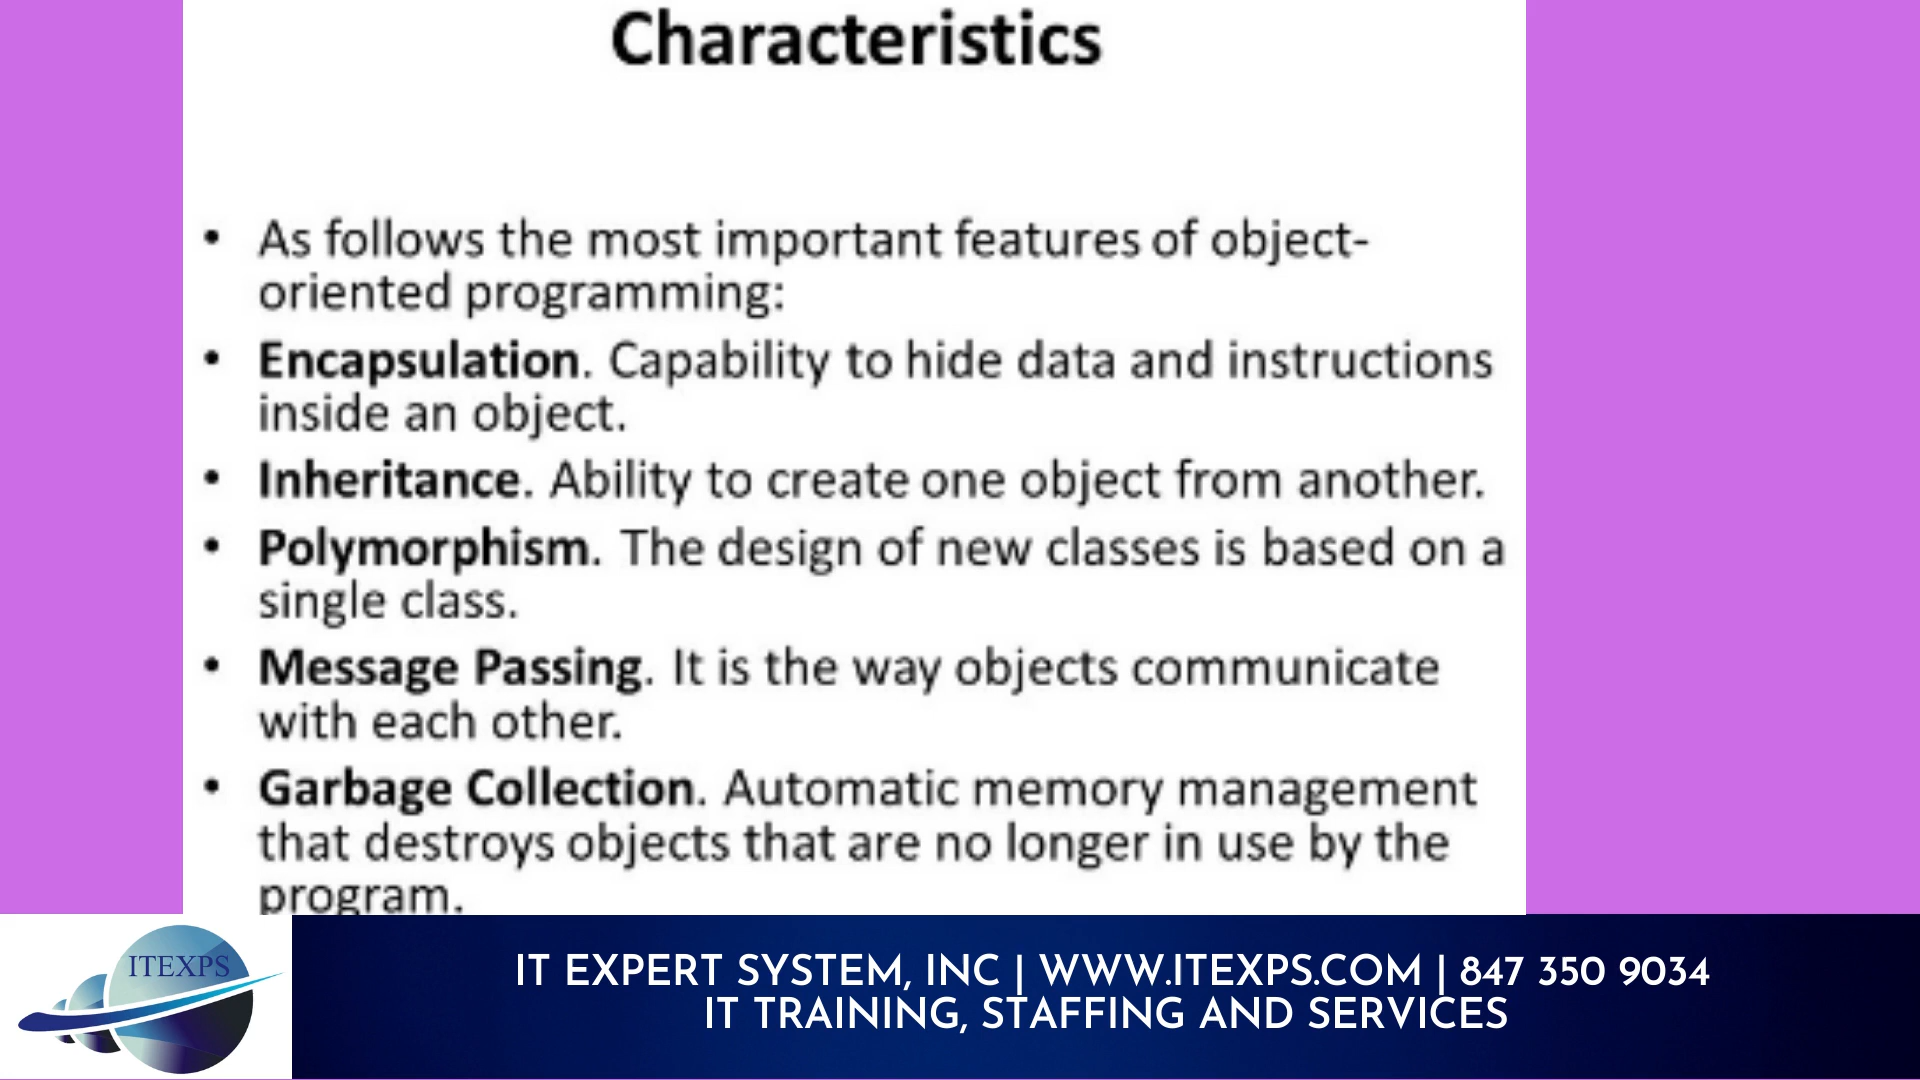 Characteristics
• As follows the most important features of object-
oriented programming:
• Encapsulation. Capability to hide data and instructions
inside an object.
• Inheritance. Ability to create one object from another.
• Polymorphism. The design of new classes is based on a
single class.
• Message Passing. It is the way objects communicate
with each other.
• Garbage Collection. Automatic memory management
that destroys objects that are no longer in use by the
program.
ITEXPS
IT EXPERT SYSTEM, INC | WWW.ITEXPS.COM | 847 350 9034
IT TRAINING, STAFFING AND SERVICES